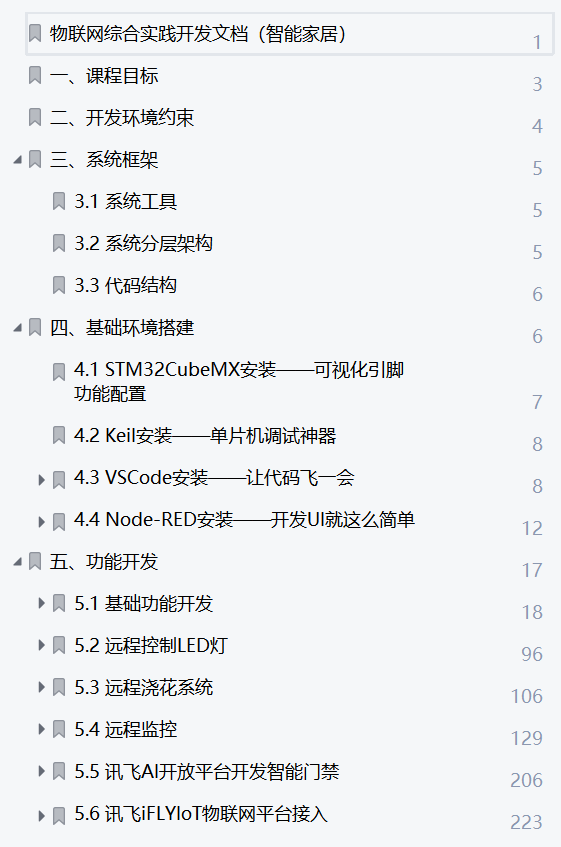 物联网综合实践开发文档（智能家居） 1
一、课程目标 3
二、开发环境约束 4
三、系统框架 5
3.1 系统工具 5
3.2 系统分层架构 5
3.3 代码结构 6
四、基础环境搭建 6
4.1 STM32CubeMX安装——可视化引脚
功能配置 7
4.2 Keil安装——单片机调试神器 8
4.3 VSCode安装——让代码飞一会 8
4.4 Node-RED安装——开发UI就这么简单 12
五、功能开发 17
5.1 基础功能开发 18
5.2 远程控制LED灯 96
5.3 远程浇花系统 106
5.4 远程监控 129
5.5 讯飞AI开放平台开发智能门禁 206
5.6 讯飞iFLYIoT物联网平台接入 223